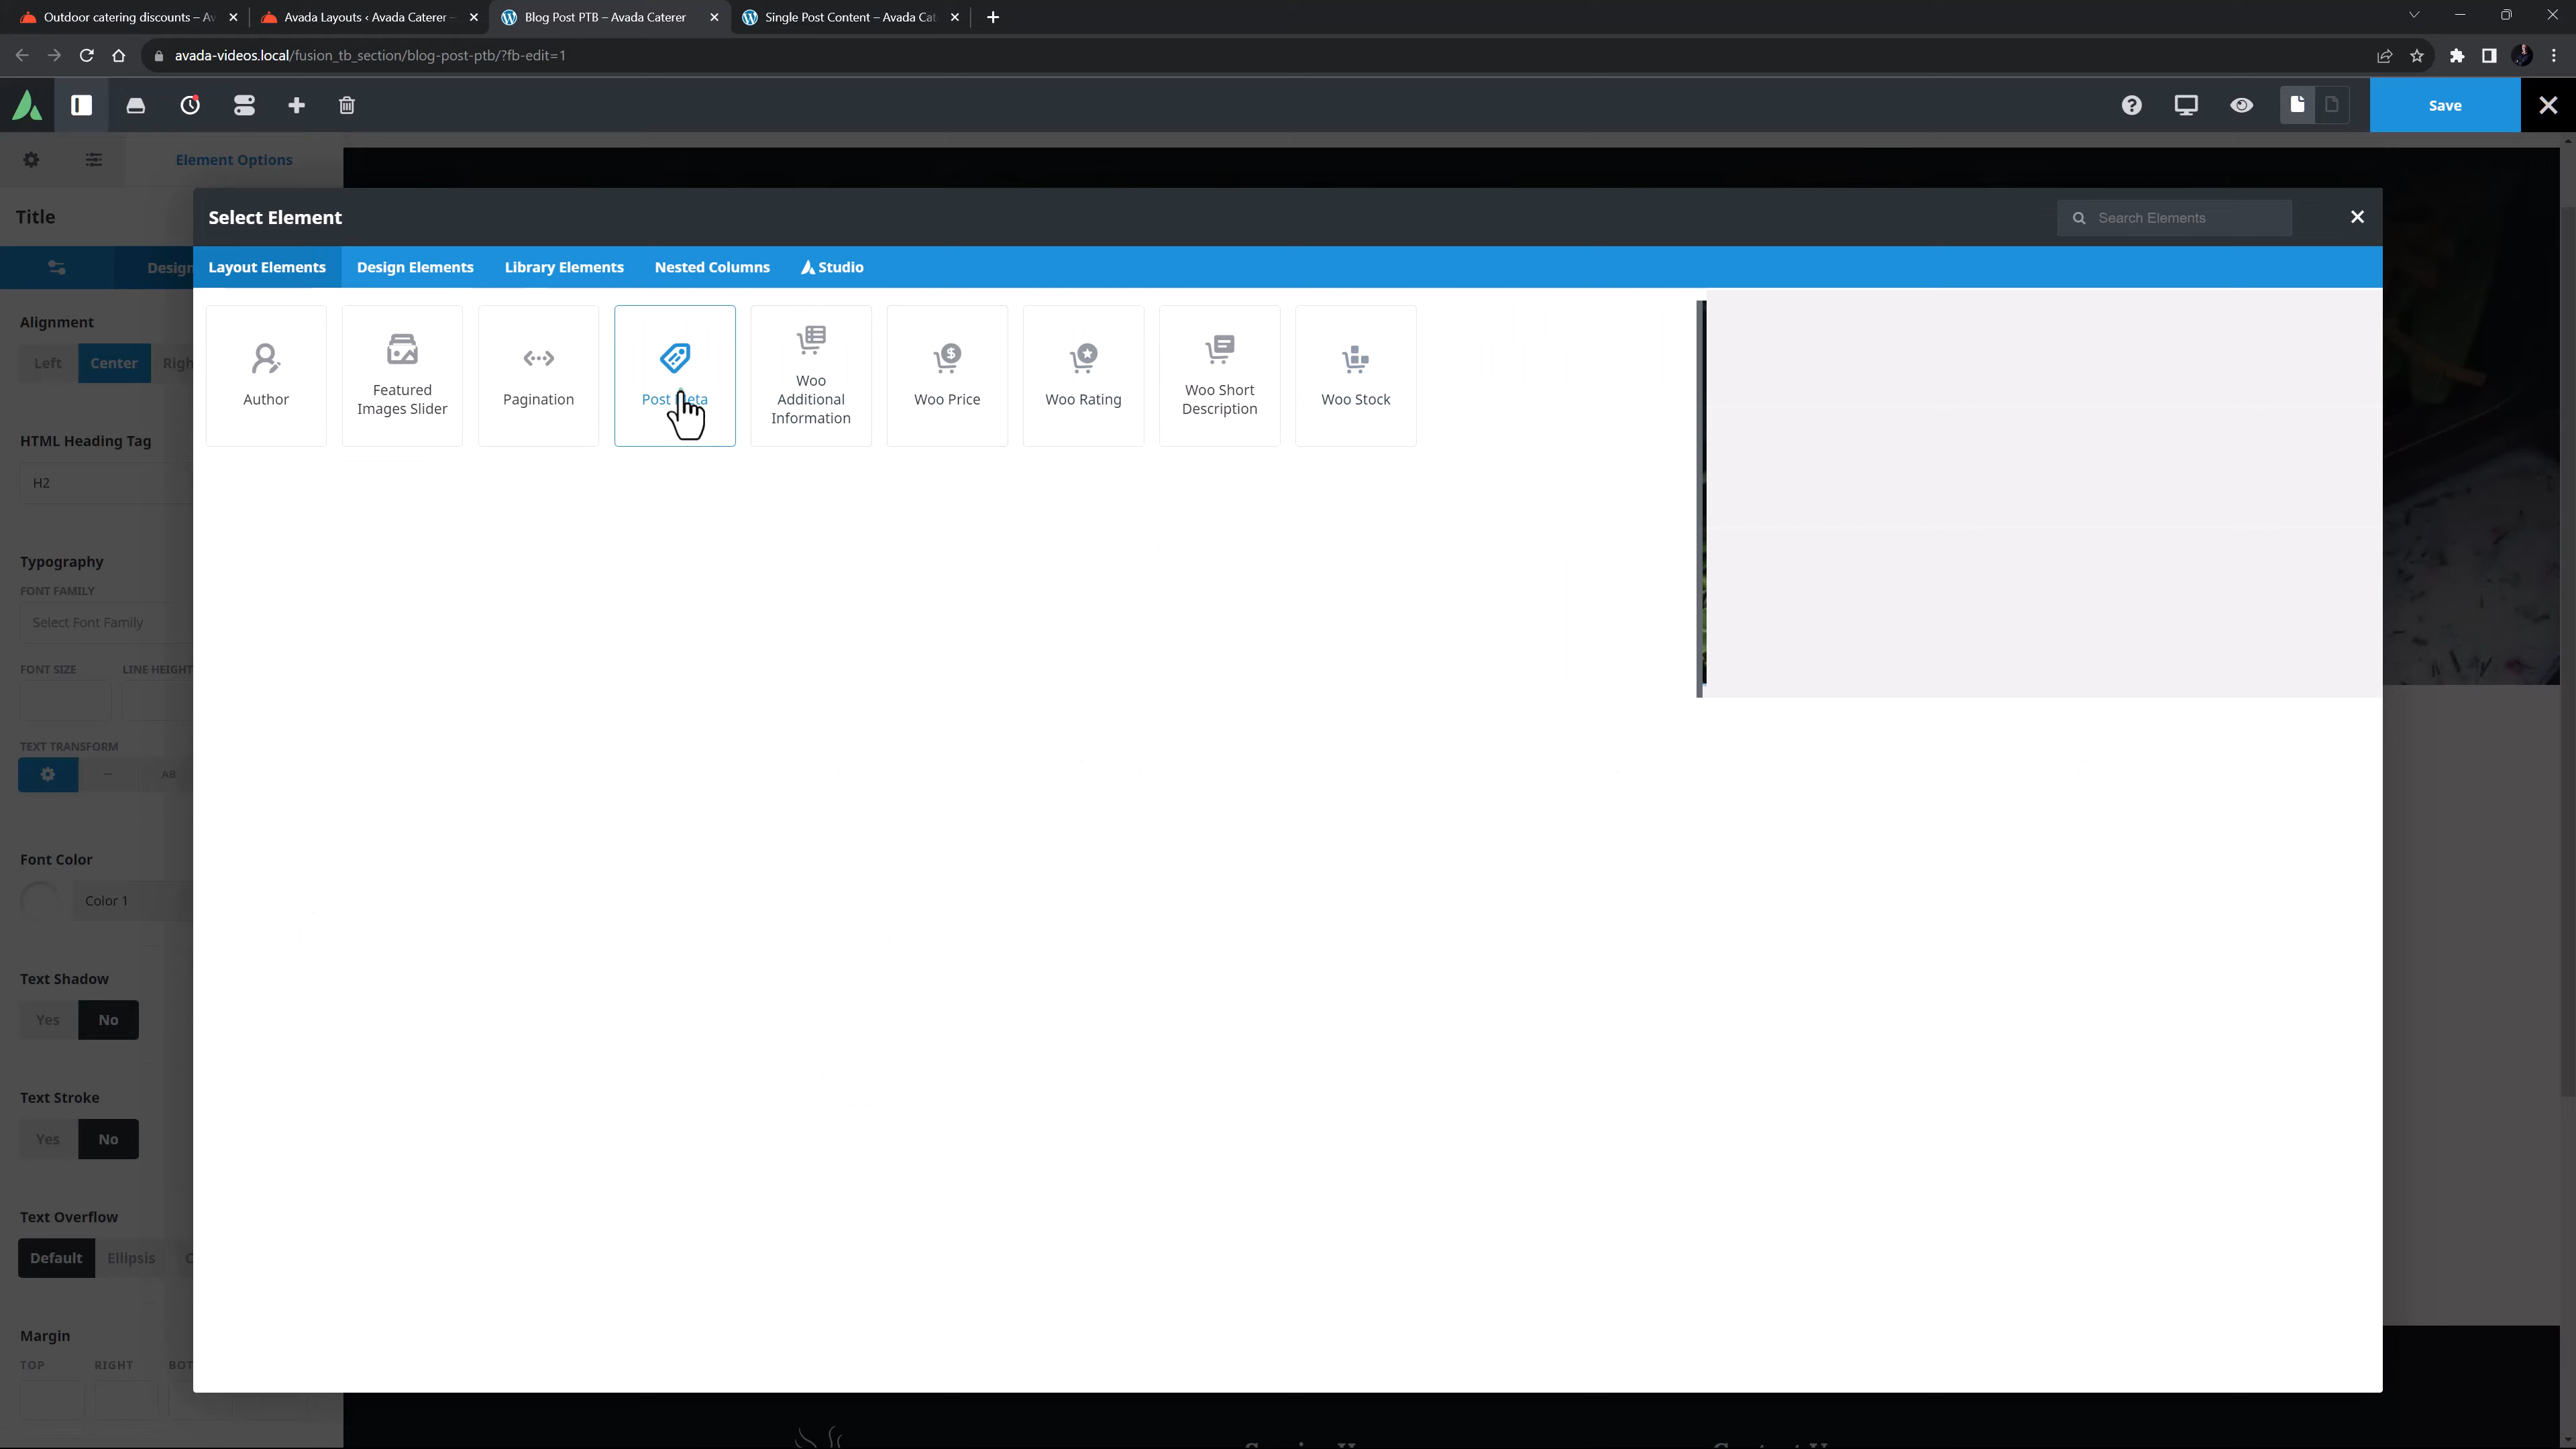 Outdoor catering discounts – Av
Avada Layouts ‹ Avada Caterer –
Blog Post PTB – Avada Caterer
Single Post Content – Avada Cat
avada-videos.local/fusion_tb_section/blog-post-ptb/?fb-edit=1
Save
Element Options
Title
Select Element
Search Elements
Design
Layout Elements
Design Elements
Library Elements
Nested Columns
Studio
Alignment
Left
Center
Righ
HTML Heading Tag
H2
Typography
FONT FAMILY
Select Font Family
FONT SIZE
LINE HEIGHT
TEXT TRANSFORM
AB
Font Color
Color 1
Text Shadow
Yes
No
Text Stroke
Yes
No
Text Overflow
Default
Ellipsis
C
Margin
TOP
RIGHT
BOT
Author
Featured
Images Slider
Pagination
Post Meta
Woo
Additional
Information
Woo Price
Woo Rating
Woo Short
Description
Woo Stock